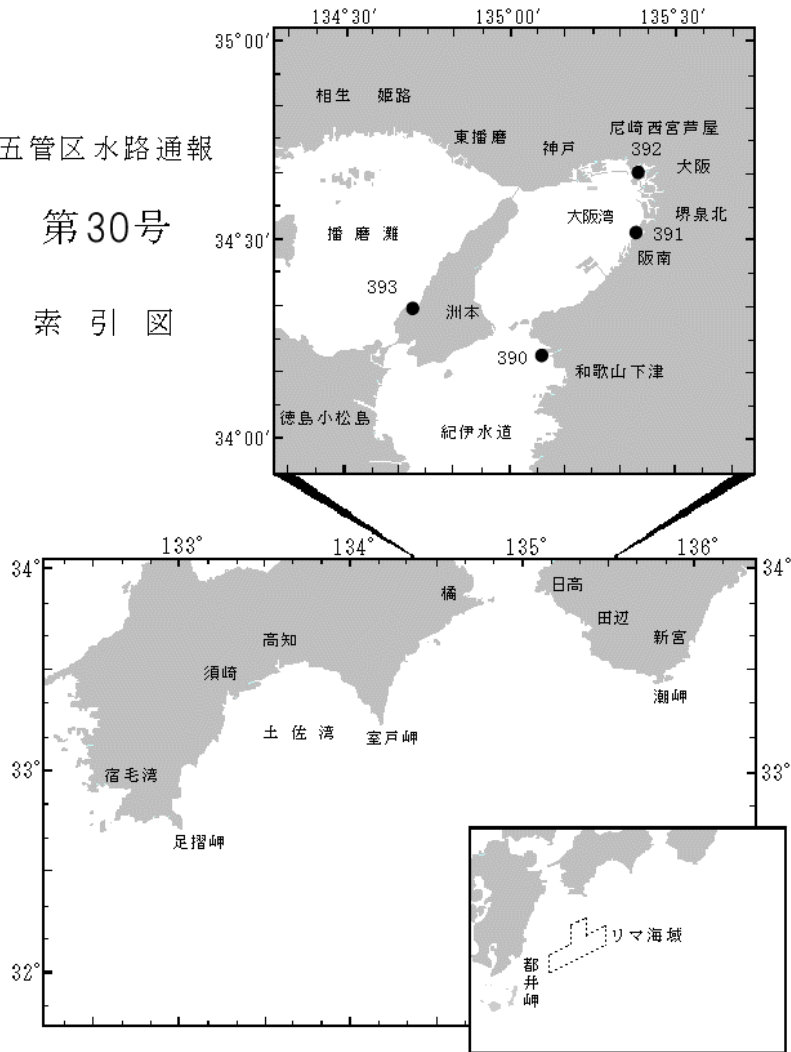 五管区水路通報
第30号
索引図
134°30′ 135°00′ 135°30′
35°00′
34°30′
34°00′
相生 姫路
東播磨
神戸
尼崎西宮芦屋
392
大阪
播磨灘
大阪湾
堺泉北
391
阪南
393
洲本
390
和歌山下津
徳島小松島
紀伊水道
133° 134° 135° 136°
34° 34°
橘
日高
田辺
高知
新宮
須崎
潮岬
土佐湾
室戸岬
33° 33°
宿毛湾
足摺岬
リマ海域
都井岬
32°